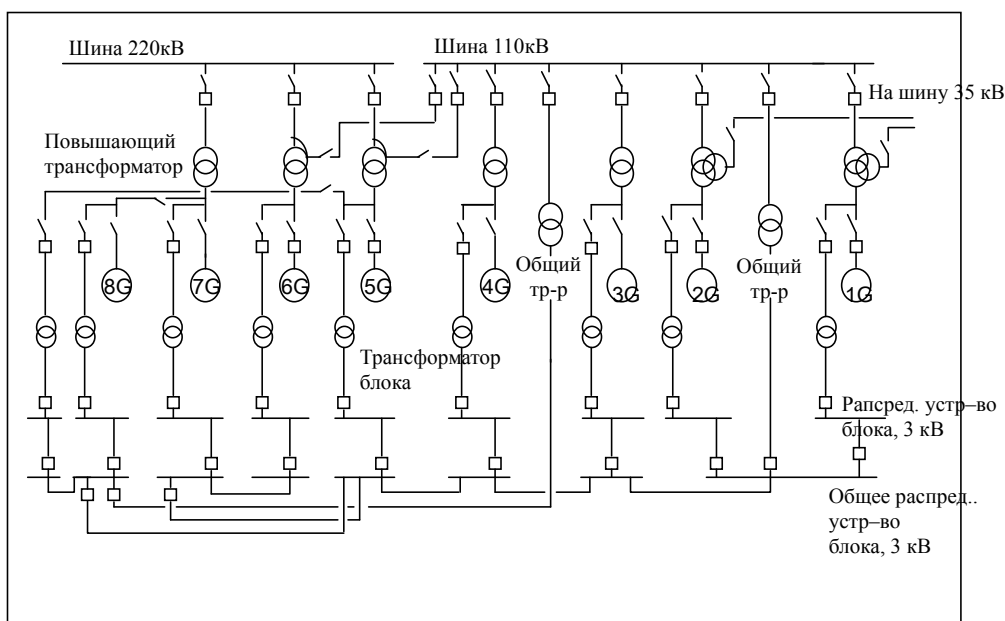 Шина 220кВ
Шина 110кВ
На шину 35 кВ
Повышающий
трансформатор
8G
7G
6G
5G
4G
Общий
тр-р
3G
2G
Общий
тр-р
1G
Трансформатор
блока
Рапсред. устр–во
блока, 3 кВ
Общее распред..
устр–во
блока, 3 кВ